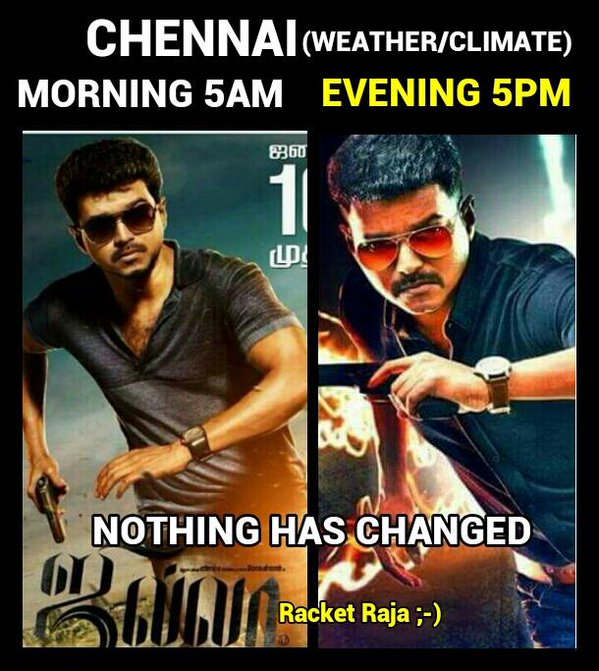 CHENNAI (WEATHER/CLIMATE)
MORNING 5AM EVENING 5PM
NOTHING HAS CHANGED
ஜில்லா
Racket Raja ;-)